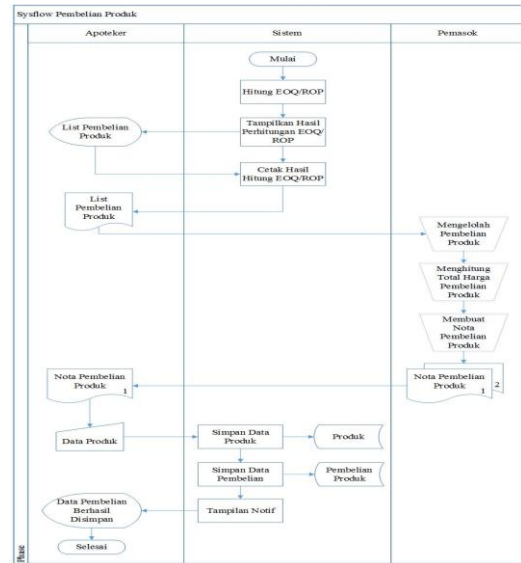 Sysflow Pembelian Produk
Apoteker
Sistem
Pemasok
Mulai
Hitung EOQ/ROP
Tampilkan Hasil
Perhitungan EOQ/
ROP
List Pembelian
Produk
Cetak Hasil
Hitung EOQ/ROP
List
Pembelian
Produk
Mengelolah
Pembelian
Produk
Menghitung
Total Harga
Pembelian
Produk
Membuat
Nota
Pembelian
Produk
Nota Pembelian
Produk
1
Nota Pembelian
Produk
1
2
Data Produk
Simpan Data
Produk
Produk
Simpan Data
Pembelian
Pembelian
Produk
Data Pembelian
Berhasil
Disimpan
Tampilan Notif
Selesai
Phase